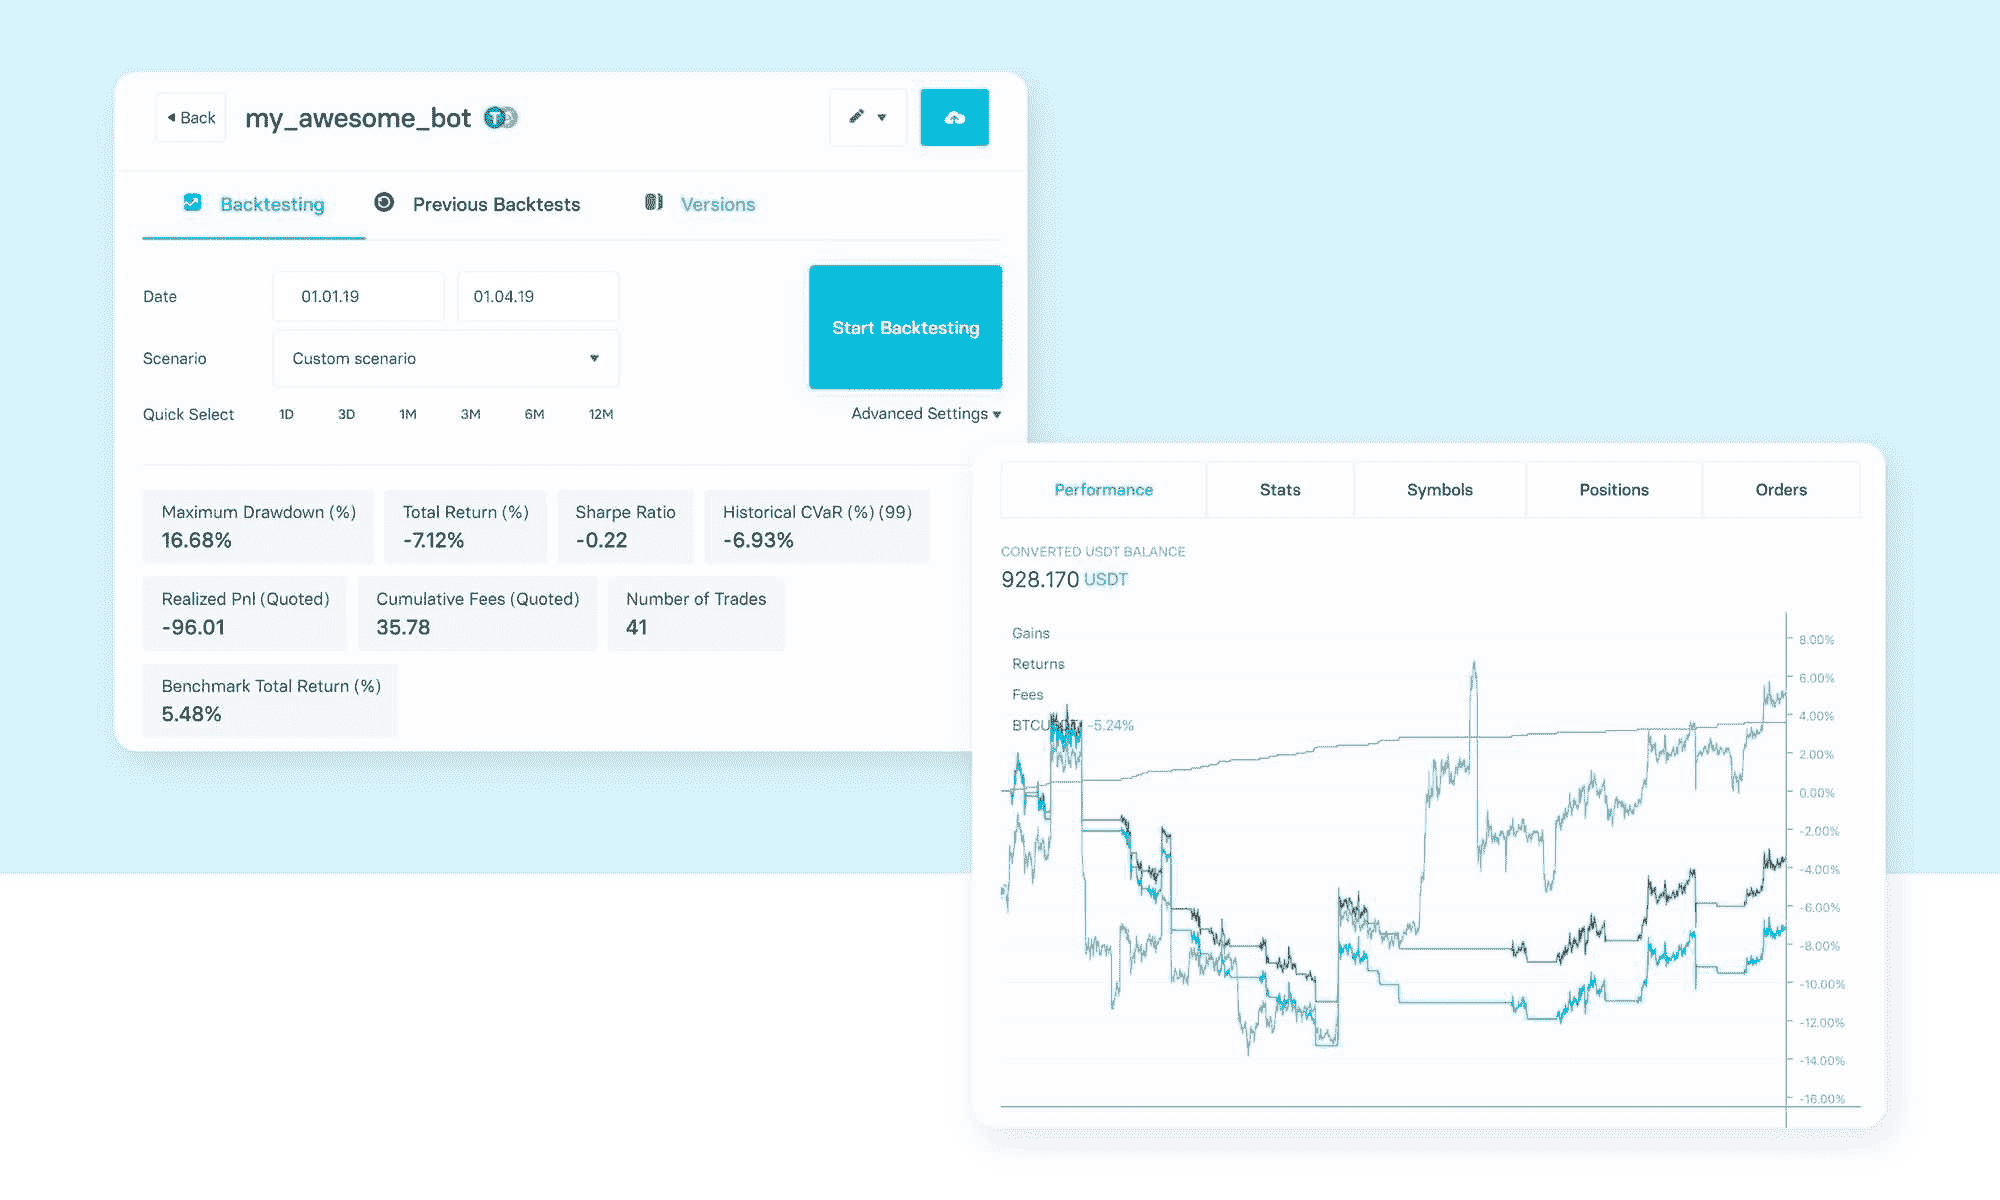 Back my_awesome_bot
Backtesting Previous Backtests Versions
Date 01.01.19 01.04.19
Start Backtesting
Scenario Custom scenario
Quick Select 1D 3D 1M 3M 6M 12M Advanced Settings
Maximum Drawdown (%) Total Return (%) Sharpe Ratio Historical CVaR (%) (99)
16.68% -7.12% -0.22 -6.93%
Realized Pnl (Quoted) Cumulative Fees (Quoted) Number of Trades
-96.01 35.78 41
Benchmark Total Return (%)
5.48%
Performance Stats Symbols Positions Orders
CONVERTED USDT BALANCE
928.170 USDT
Gains
Returns
Fees
BTCUSDT -5.24%
8.00%
6.00%
4.00%
2.00%
0.00%
-2.00%
-4.00%
-6.00%
-8.00%
-10.00%
-12.00%
-14.00%
-16.00%